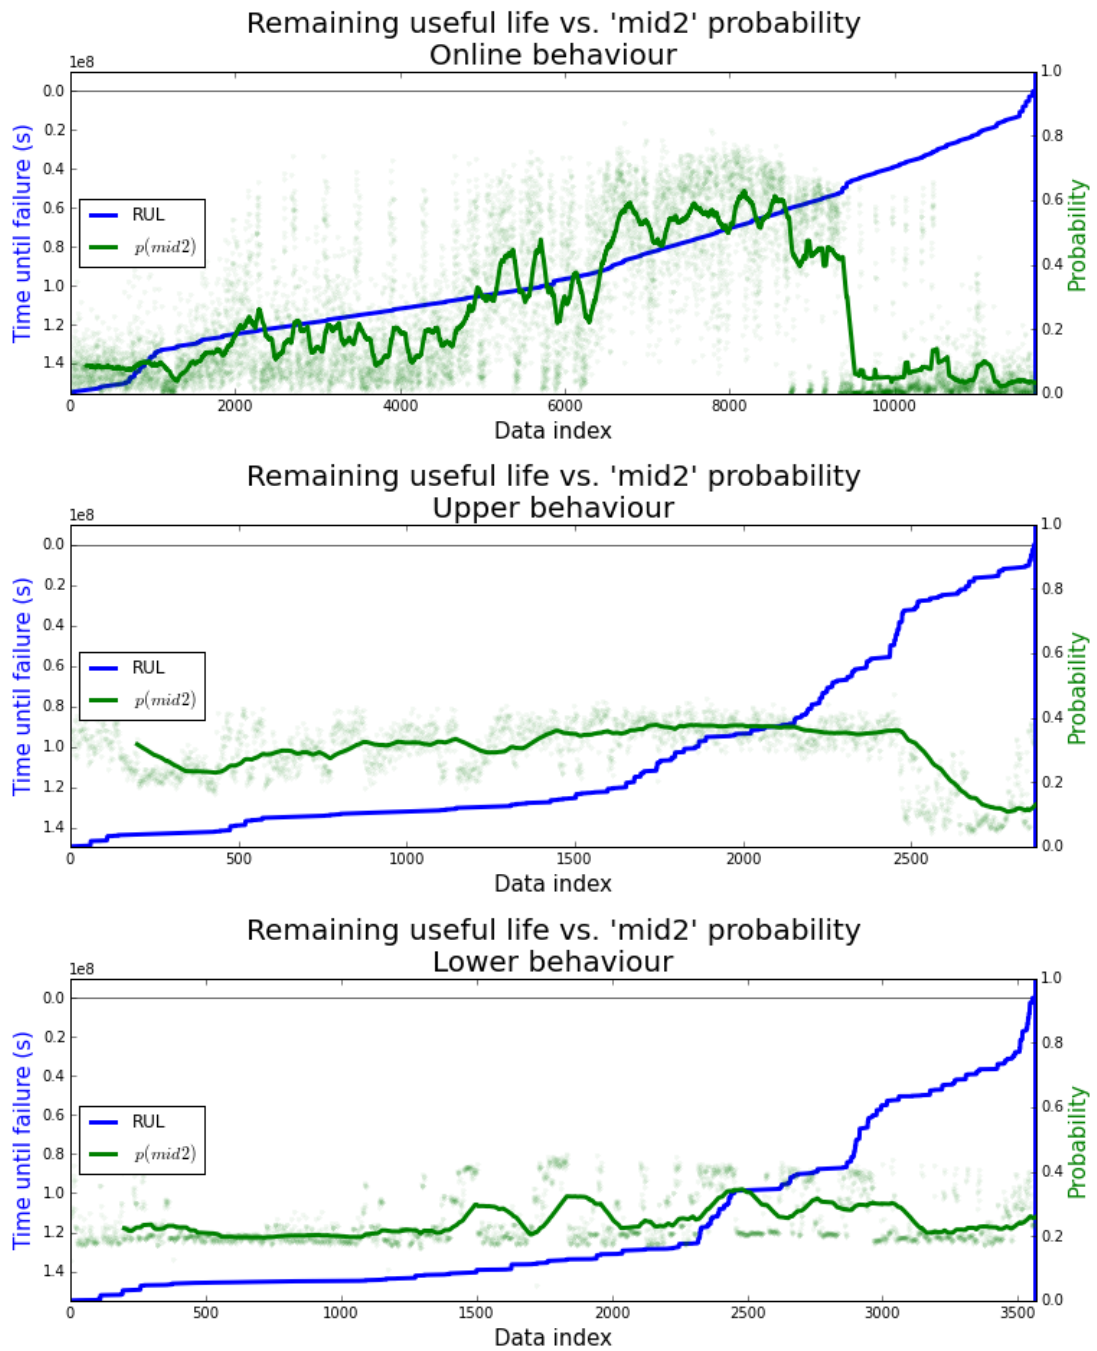 Remaining useful life vs. 'mid2' probability
Online behaviour
1e8
0.0
0.2
0.4
0.6
0.8
1.0
1.2
1.4
Time until failure (s)
RUL
p(mid2)
1.0
0.8
0.6
0.4
0.2
0.0
Probability
0 2000 4000 6000 8000 10000
Data index
Remaining useful life vs. 'mid2' probability
Upper behaviour
1e8
0.0
0.2
0.4
0.6
0.8
1.0
1.2
1.4
Time until failure (s)
RUL
p(mid2)
1.0
0.8
0.6
0.4
0.2
0.0
Probability
0 500 1000 1500 2000 2500
Data index
Remaining useful life vs. 'mid2' probability
Lower behaviour
1e8
0.0
0.2
0.4
0.6
0.8
1.0
1.2
1.4
Time until failure (s)
RUL
p(mid2)
1.0
0.8
0.6
0.4
0.2
0.0
Probability
0 500 1000 1500 2000 2500 3000 3500
Data index